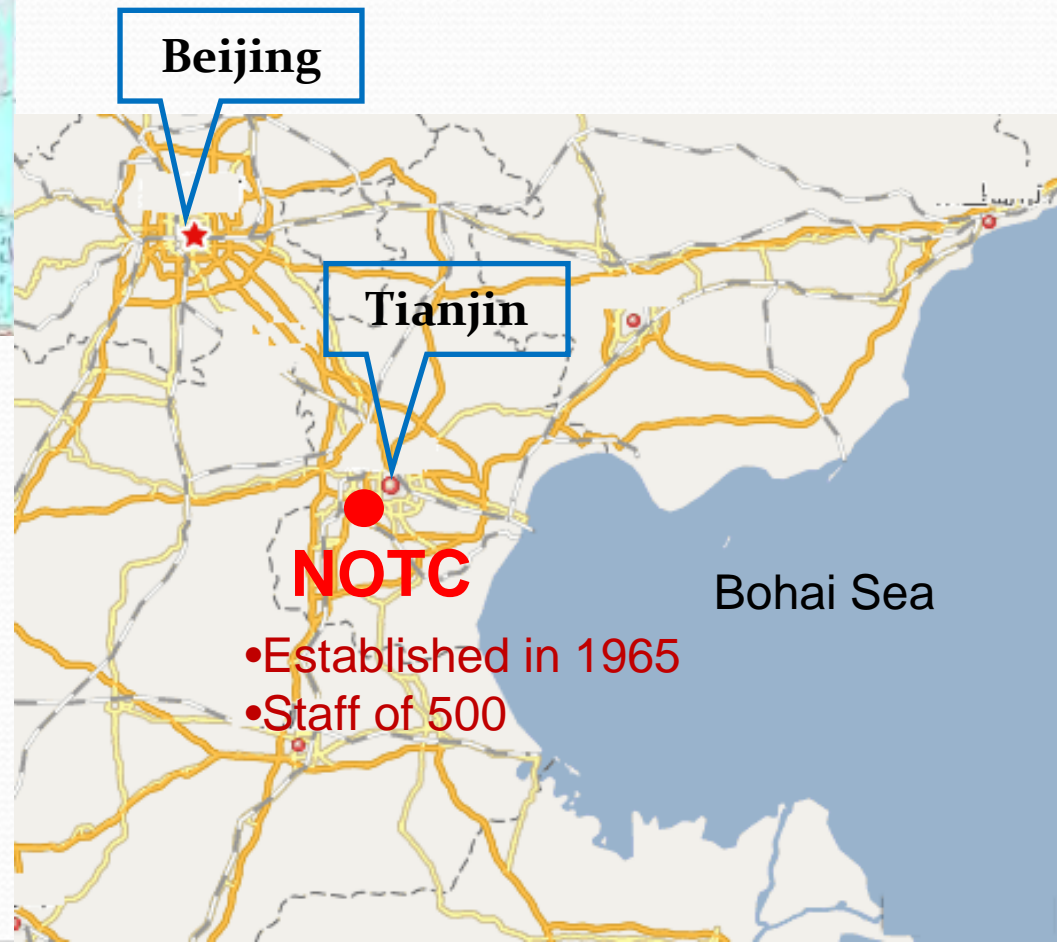 Beijing
Tianjin
NOTC
Bohai Sea
•Established in 1965
•Staff of 500